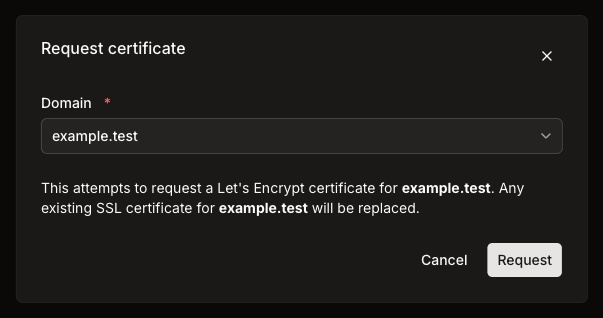 Request certificate
Domain *
example.test
This attempts to request a Let's Encrypt certificate for example.test. Any
existing SSL certificate for example.test will be replaced.
Cancel Request